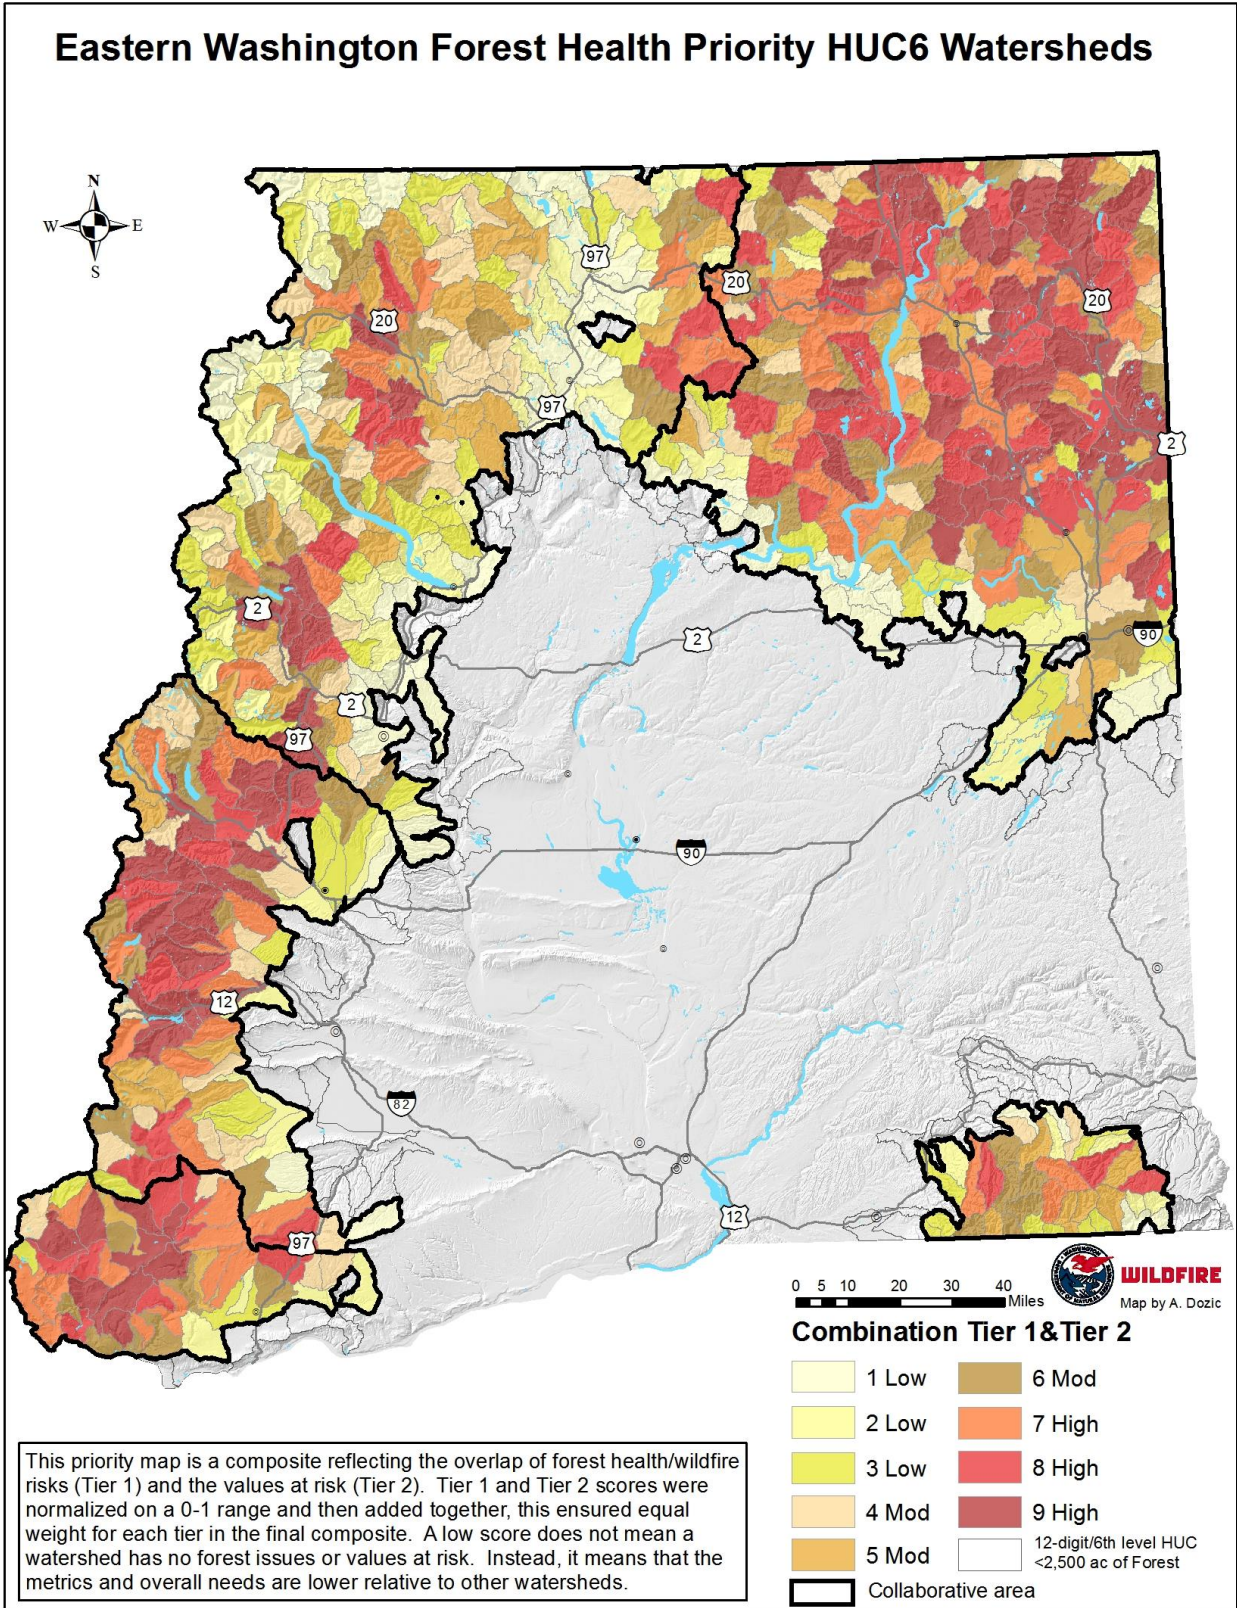 Eastern Washington Forest Health Priority HUC6 Watersheds
N
W
E
S
97
20
20
20
97
2
2
2
90
2
97
90
12
82
12
97
WILDFIRE
Map by A. Dozic
0 5 10 20 30 40
Miles
Combination Tier 1&Tier 2
1 Low
6 Mod
2 Low
7 High
3 Low
8 High
4 Mod
9 High
5 Mod
12-digit/6th level HUC
<2,500 ac of Forest
Collaborative area
This priority map is a composite reflecting the overlap of forest health/wildfire
risks (Tier 1) and the values at risk (Tier 2). Tier 1 and Tier 2 scores were
normalized on a 0-1 range and then added together, this ensured equal
weight for each tier in the final composite. A low score does not mean a
watershed has no forest issues or values at risk. Instead, it means that the
metrics and overall needs are lower relative to other watersheds.